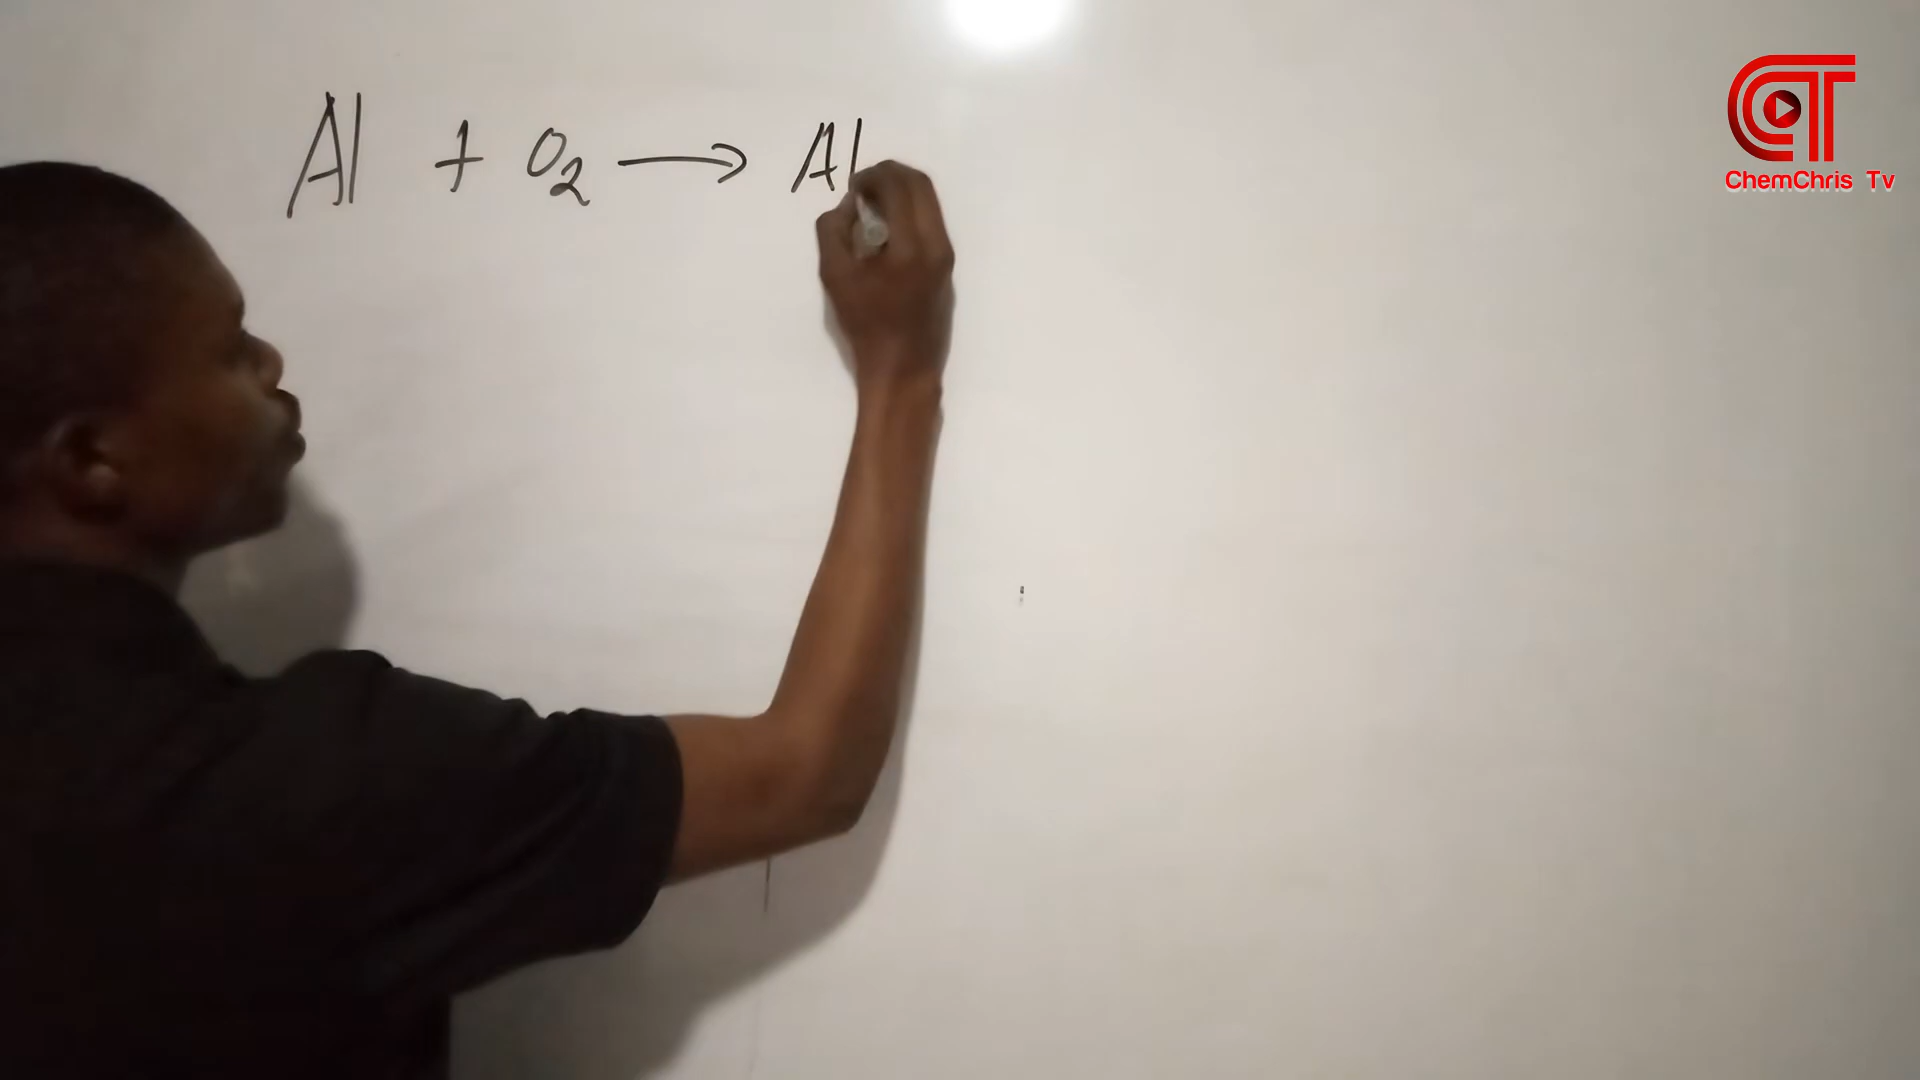 Al + O₂ → Al
ChemChris Tv